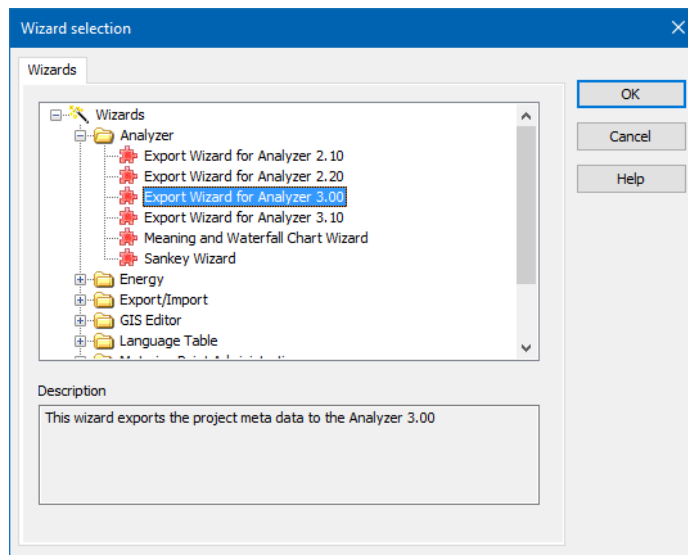 Wizard selection
Wizards
OK
Cancel
Help
Wizards
Analyzer
Export Wizard for Analyzer 2.10
Export Wizard for Analyzer 2.20
Export Wizard for Analyzer 3.00
Export Wizard for Analyzer 3.10
Meaning and Waterfall Chart Wizard
Sankey Wizard
Energy
Export/Import
GIS Editor
Language Table
Description
This wizard exports the project meta data to the Analyzer 3.00